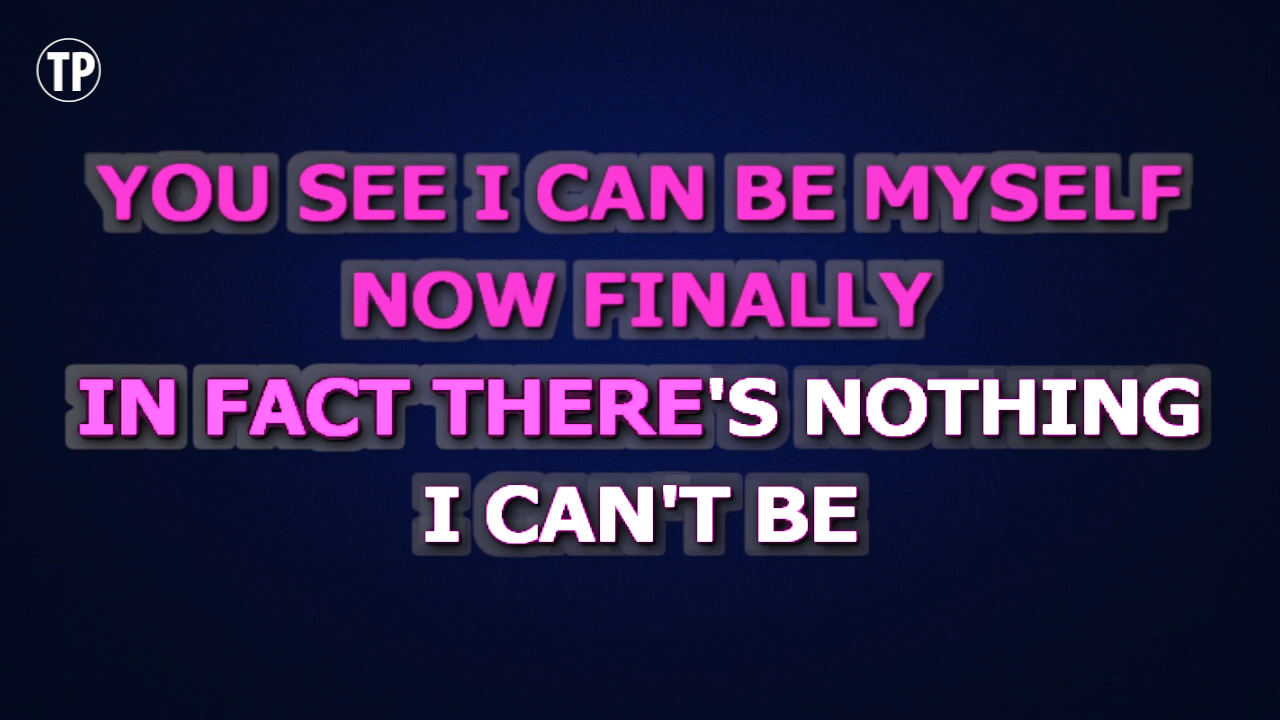 TP
YOU SEE I CAN BE MYSELF
NOW FINALLY
IN FACT THERE'S NOTHING
I CAN'T BE